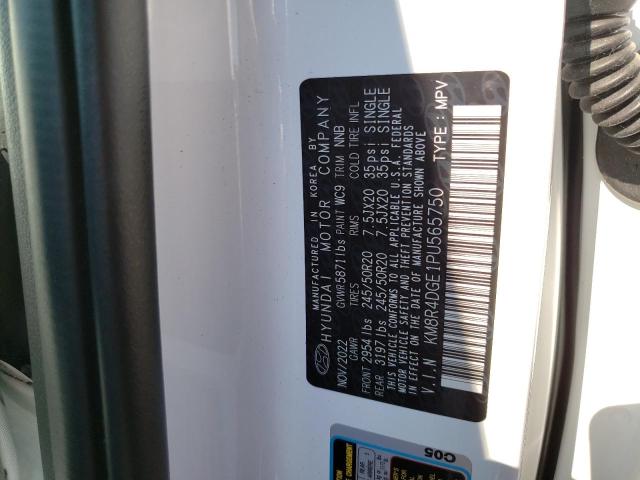 MANUFACTURED IN KOREA BY
HYUNDAI MOTOR COMPANY
NOV/2022 GVWR5871lbs PAINT WC9 TRIM NNB
GAWR TIRES RIMS COLD TIRE INFL
FRONT 2954 lbs 245/50R20 7.5JX20 35psi SINGLE
REAR 3197 lbs 245/50R20 7.5JX20 35psi SINGLE
THIS VEHICLE CONFORMS TO ALL APPLICABLE U.S.A. FEDERAL
MOTOR VEHICLE SAFETY AND THEFT PREVENTION STANDARDS
IN EFFECT ON THE DATE OF MANUFACTURE SHOWN ABOVE
V.I.N KM8R4DGE1PU565750 TYPE : MPV
C05
REAR